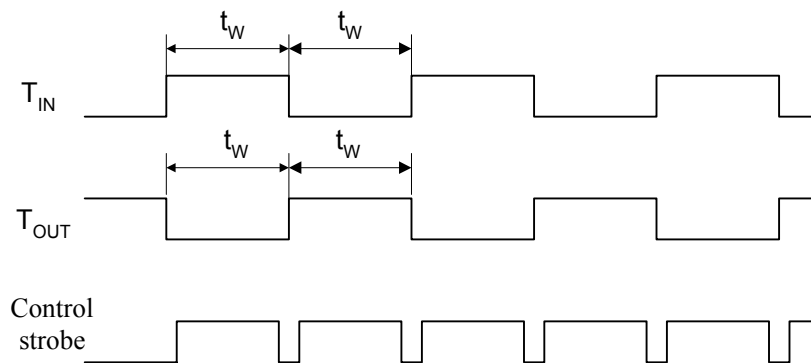 t_W t_W
T_IN
t_W t_W
T_OUT
Control
strobe